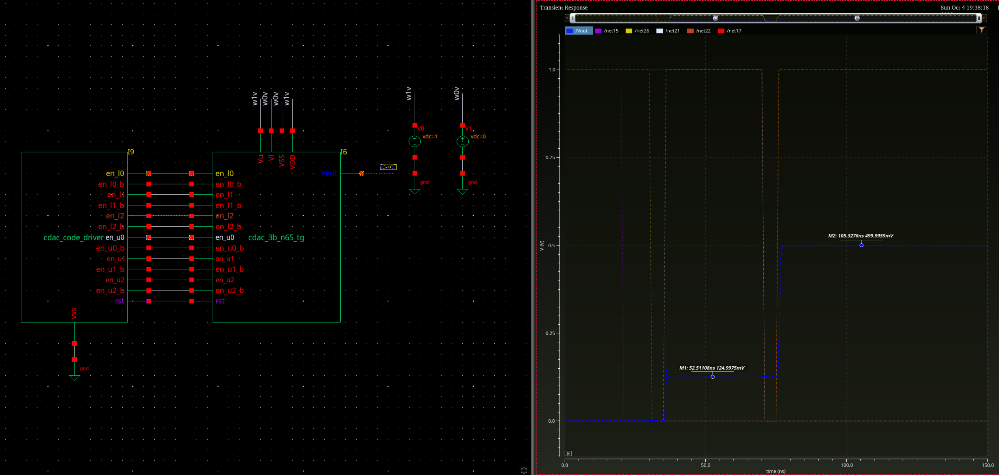 w1v
w0v
w0v
w1v
Vu
Vl
VSS
VDD
w1v
V0
vdc=1
gnd
w0v
V1
vdc=0
gnd
I9
en_l0
en_l0_b
en_l1
en_l1_b
en_l2
en_l2_b
cdac_code_driver
en_u0
en_u0_b
en_u1
en_u1_b
en_u2
en_u2_b
rst
vss
gnd
I6
en_l0
en_l0_b
en_l1
en_l1_b
en_l2
en_l2_b
en_u0
cdac_3b_n65_tg
en_u0_b
en_u1
en_u1_b
en_u2
en_u2_b
rst
Vout
Transient Response
Sun Oct 4 19:38:18
/Vout /net15 /net26 /net21 /net22 /net17
V (V)
1.0
0.75
0.5
0.25
0.0
M2: 105.3276ns 499.9959mV
M1: 52.51108ns 124.9975mV
0.0 50.0 100.0 150.0
time (ns)